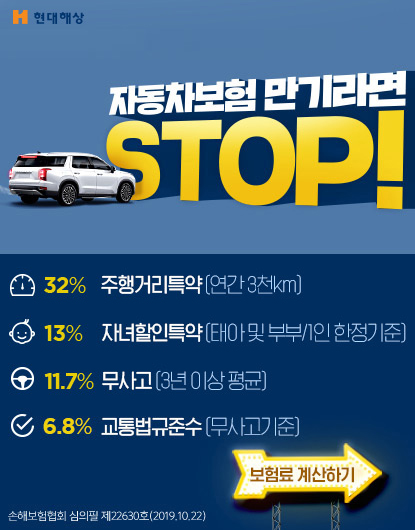 현대해상
자동차보험 만기라면
STOP!
32% 주행거리특약 (연간 3천km)
13% 자녀할인특약 (태아 및 부부/1인 한정기준)
11.7% 무사고 (3년 이상 평균)
6.8% 교통법규준수 (무사고기준)
보험료 계산하기
손해보험협회 심의필 제22630호(2019.10.22)